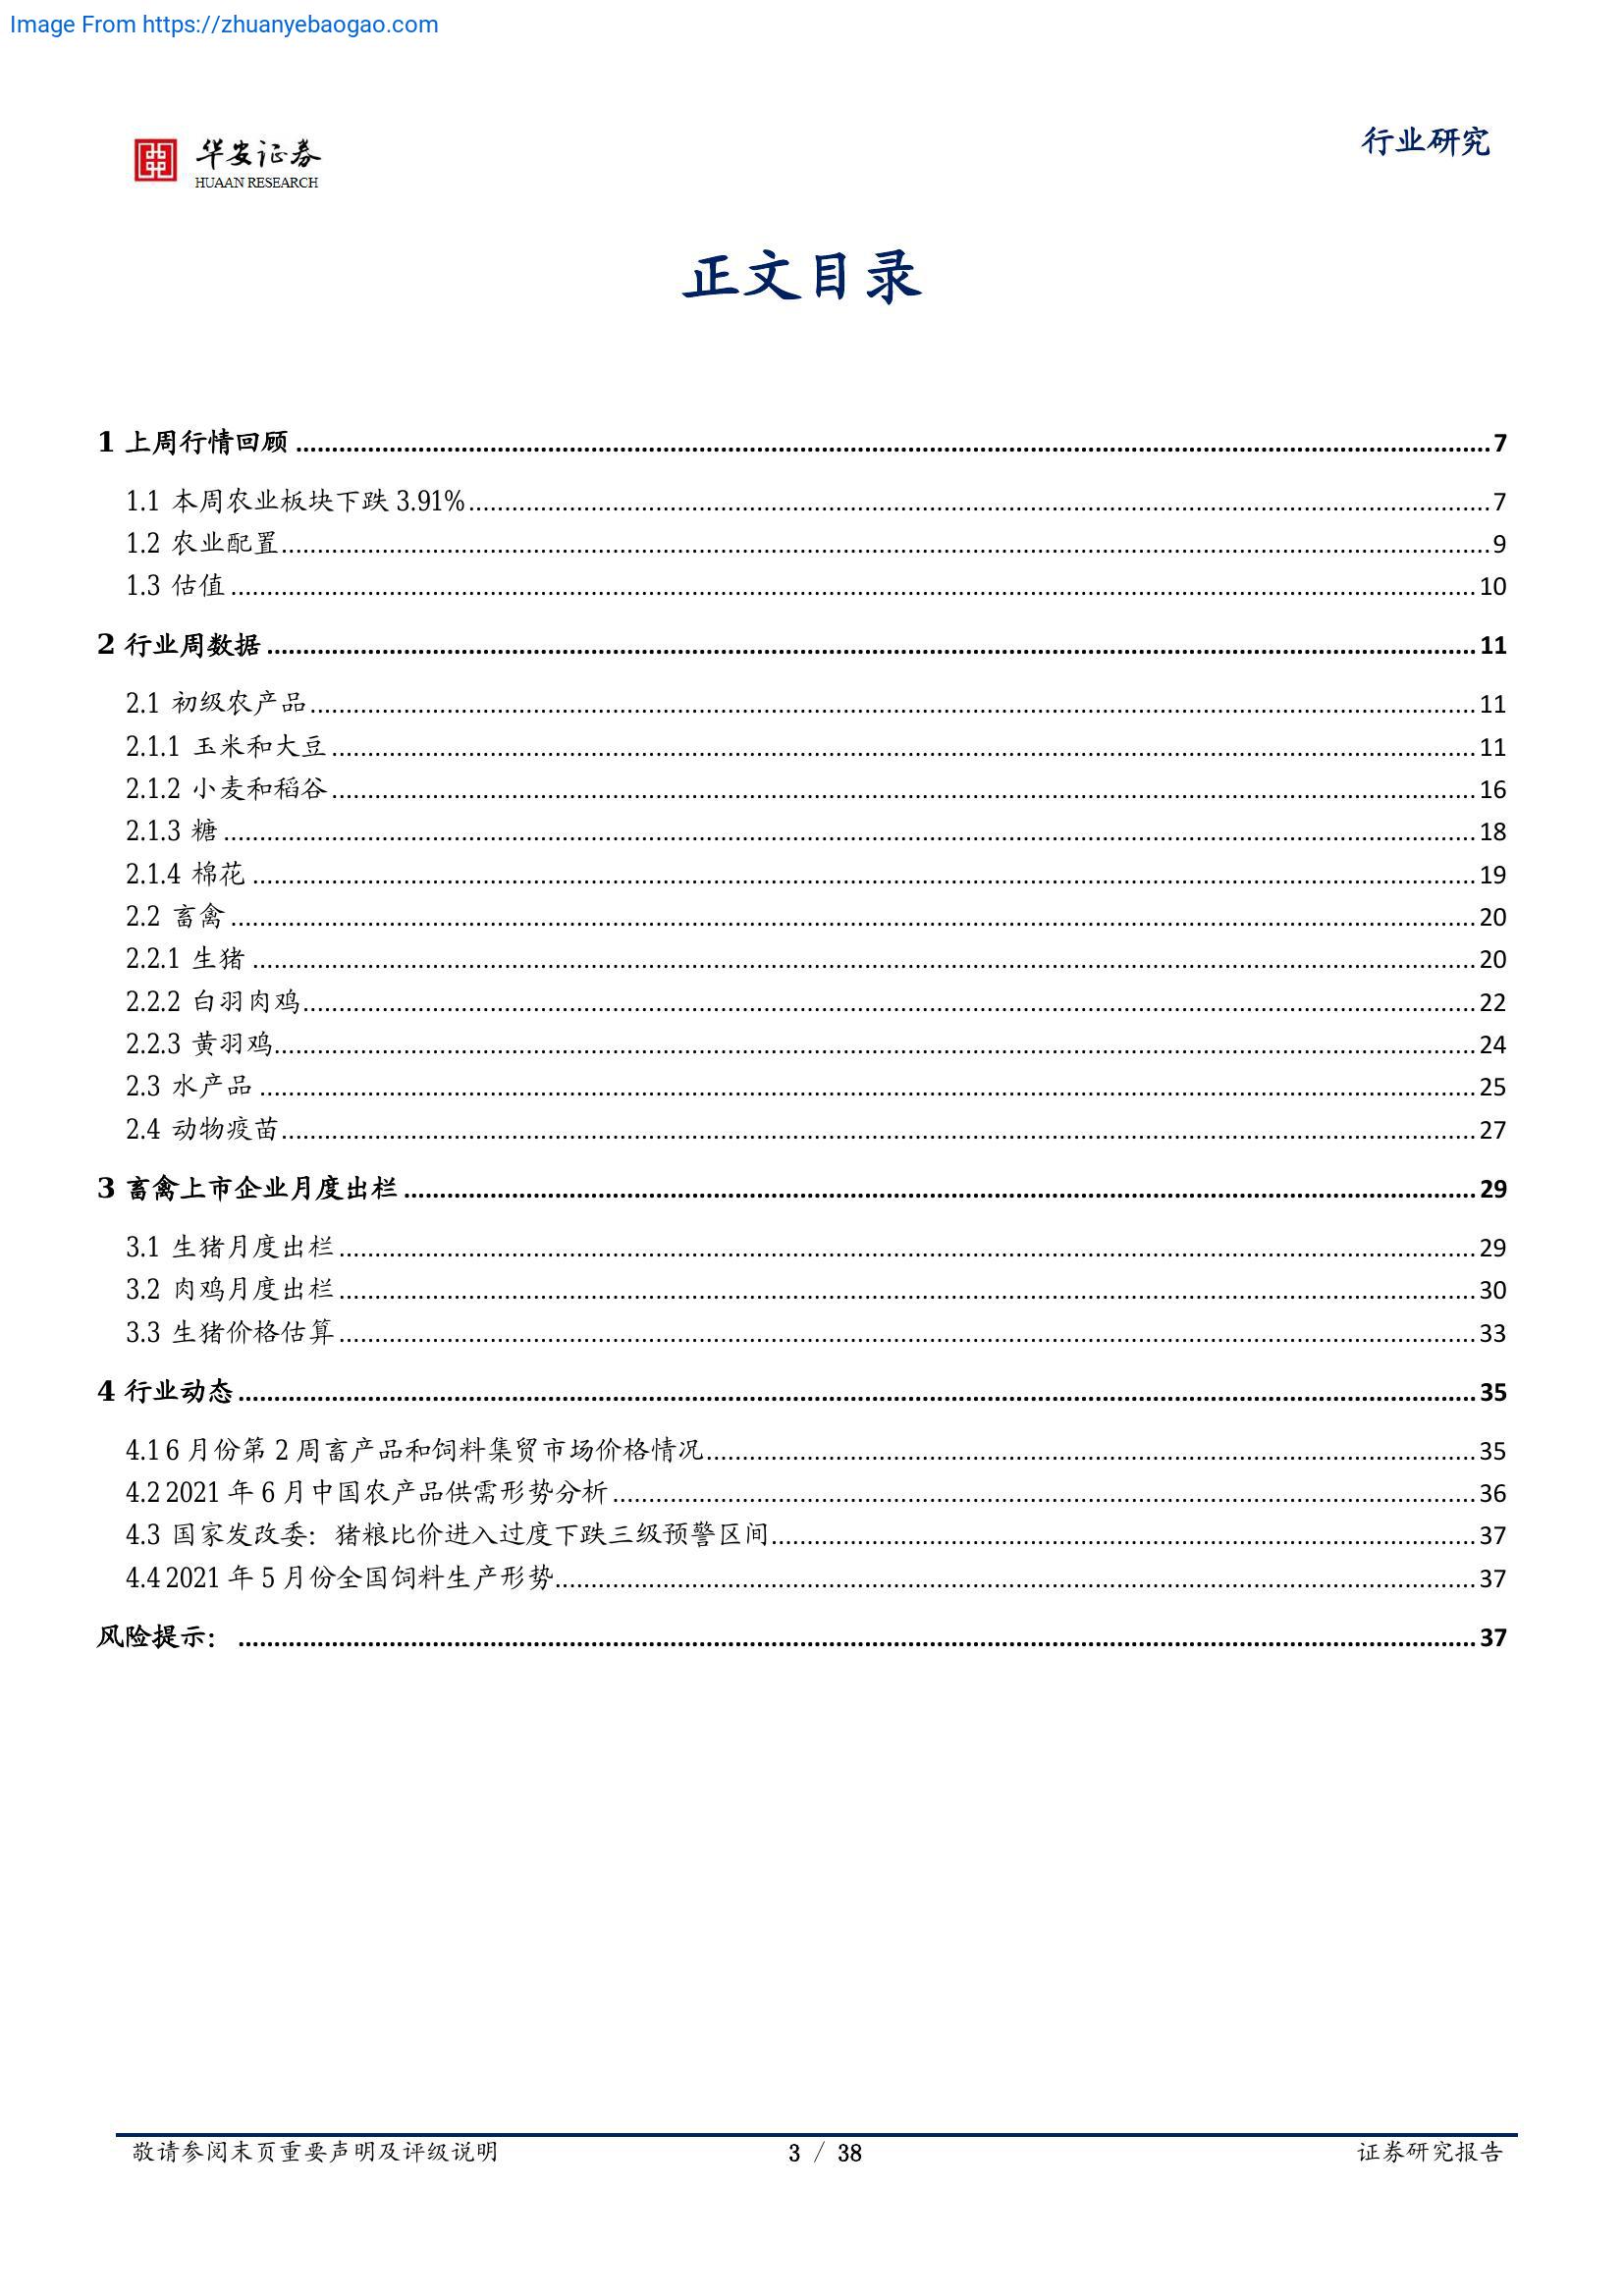 Image From https://zhuanyebaogao.com
华安证券
HUAAN RESEARCH
行业研究
正文目录
1 上周行情回顾 ........................................ 7
1.1 本周农业板块下跌 3.91% ........................................ 7
1.2 农业配置 ........................................ 9
1.3 估值 ........................................ 10
2 行业周数据 ........................................ 11
2.1 初级农产品 ........................................ 11
2.1.1 玉米和大豆 ........................................ 11
2.1.2 小麦和稻谷 ........................................ 16
2.1.3 糖 ........................................ 18
2.1.4 棉花 ........................................ 19
2.2 畜禽 ........................................ 20
2.2.1 生猪 ........................................ 20
2.2.2 白羽肉鸡 ........................................ 22
2.2.3 黄羽鸡 ........................................ 24
2.3 水产品 ........................................ 25
2.4 动物疫苗 ........................................ 27
3 畜禽上市企业月度出栏 ........................................ 29
3.1 生猪月度出栏 ........................................ 29
3.2 肉鸡月度出栏 ........................................ 30
3.3 生猪价格估算 ........................................ 33
4 行业动态 ........................................ 35
4.1 6 月份第 2 周畜产品和饲料集贸市场价格情况 ........................................ 35
4.2 2021 年 6 月中国农产品供需形势分析 ........................................ 36
4.3 国家发改委：猪粮比价进入过度下跌三级预警区间 ........................................ 37
4.4 2021 年 5 月份全国饲料生产形势 ........................................ 37
风险提示： ........................................ 37
敬请参阅末页重要声明及评级说明
3 / 38
证券研究报告